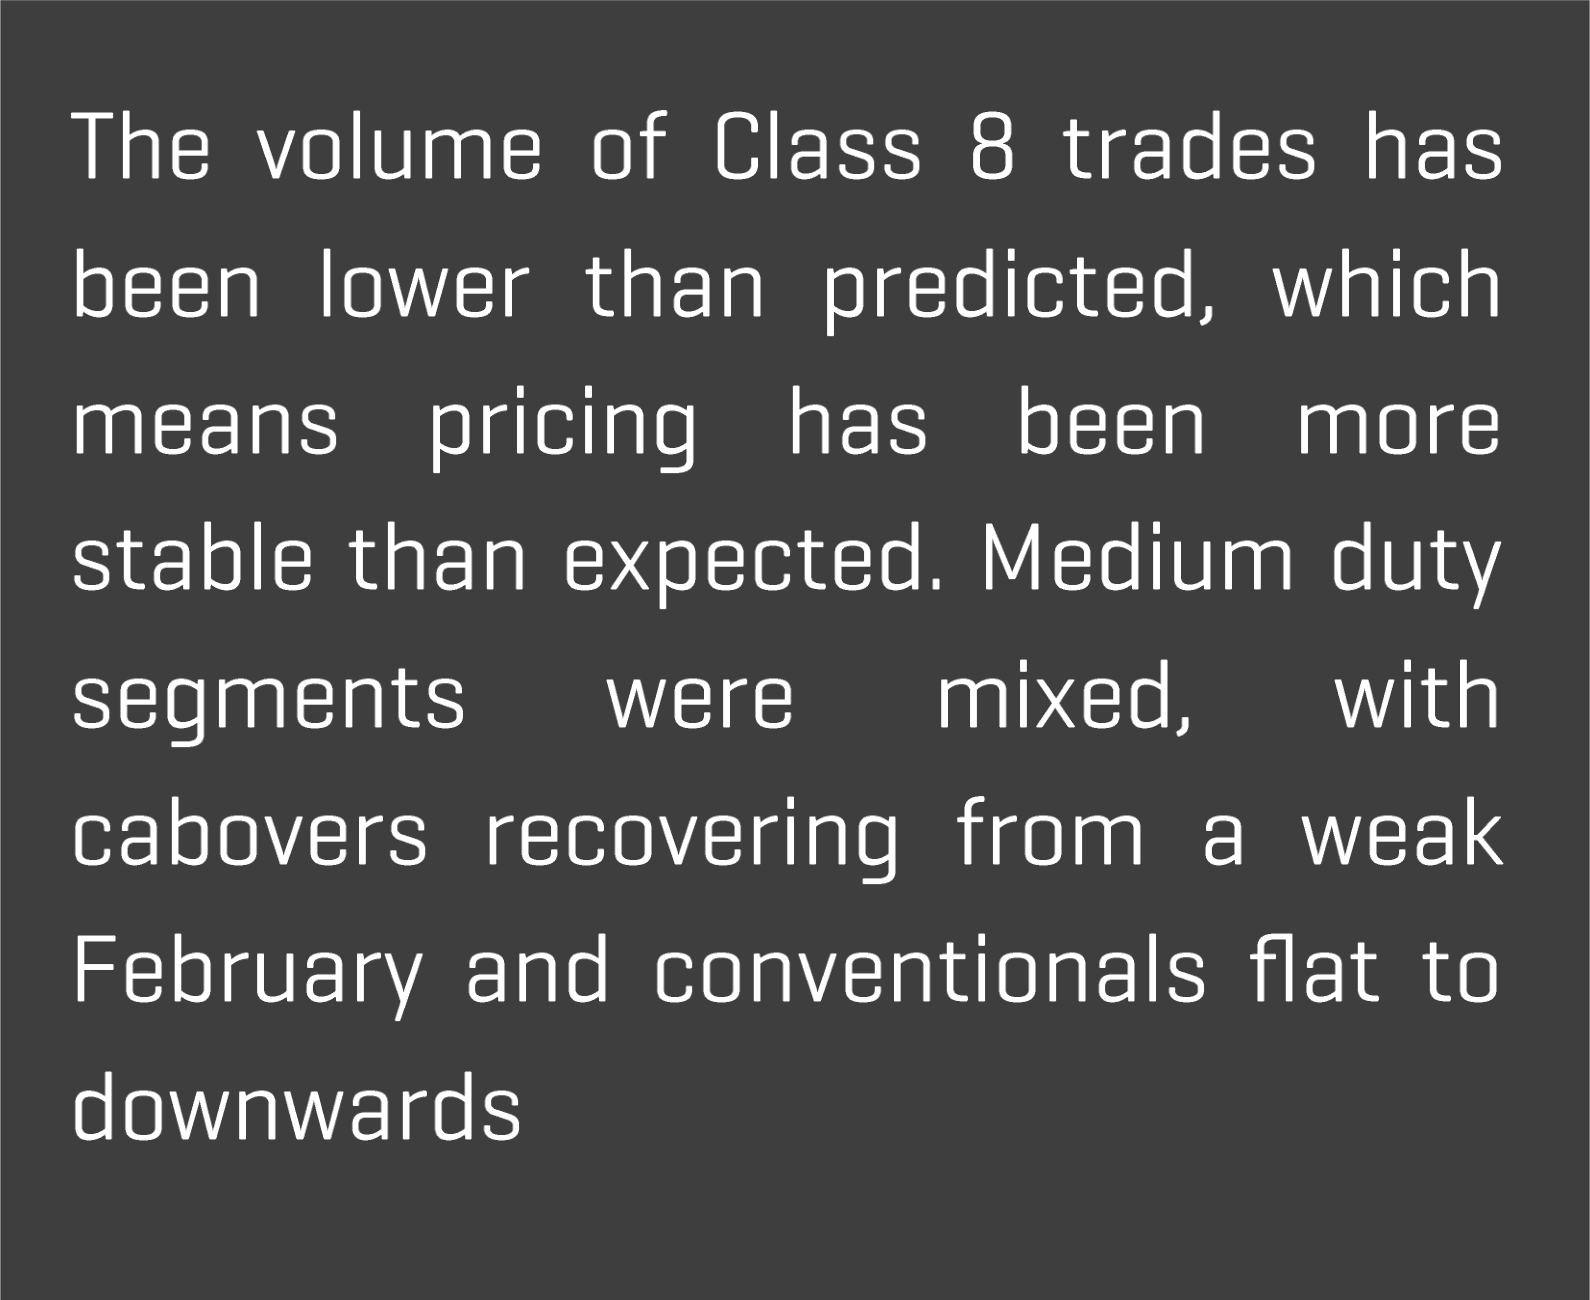 The volume of Class 8 trades has
been lower than predicted, which
means pricing has been more
stable than expected. Medium duty
segments were mixed, with
cabovers recovering from a weak
February and conventionals flat to
downwards